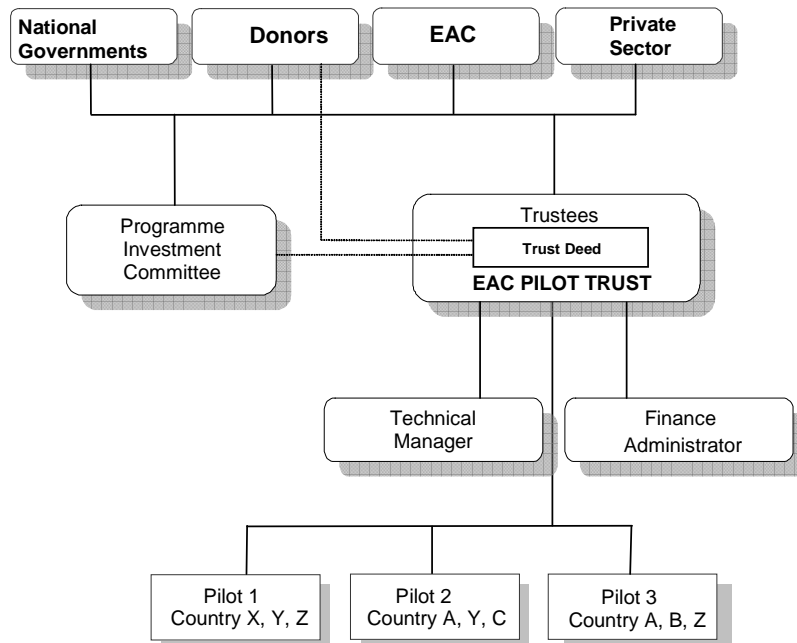 National
Governments
Donors
EAC
Private
Sector
Programme
Investment
Committee
Trustees
Trust Deed
EAC PILOT TRUST
Technical
Manager
Finance
Administrator
Pilot 1
Country X, Y, Z
Pilot 2
Country A, Y, C
Pilot 3
Country A, B, Z